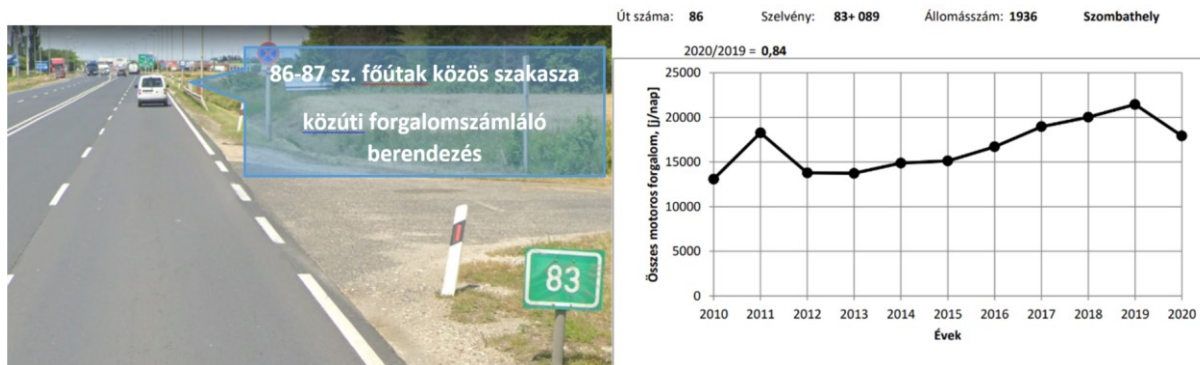 86-87 sz. főútak közös szakasza
közúti forgalomszámláló
berendezés
83
Út száma: 86 Szelvény: 83+ 089 Állomásszám: 1936 Szombathely
2020/2019 = 0,84
Összes motoros forgalom, [j/nap]
25000
20000
15000
10000
5000
0
2010 2011 2012 2013 2014 2015 2016 2017 2018 2019 2020
Évek